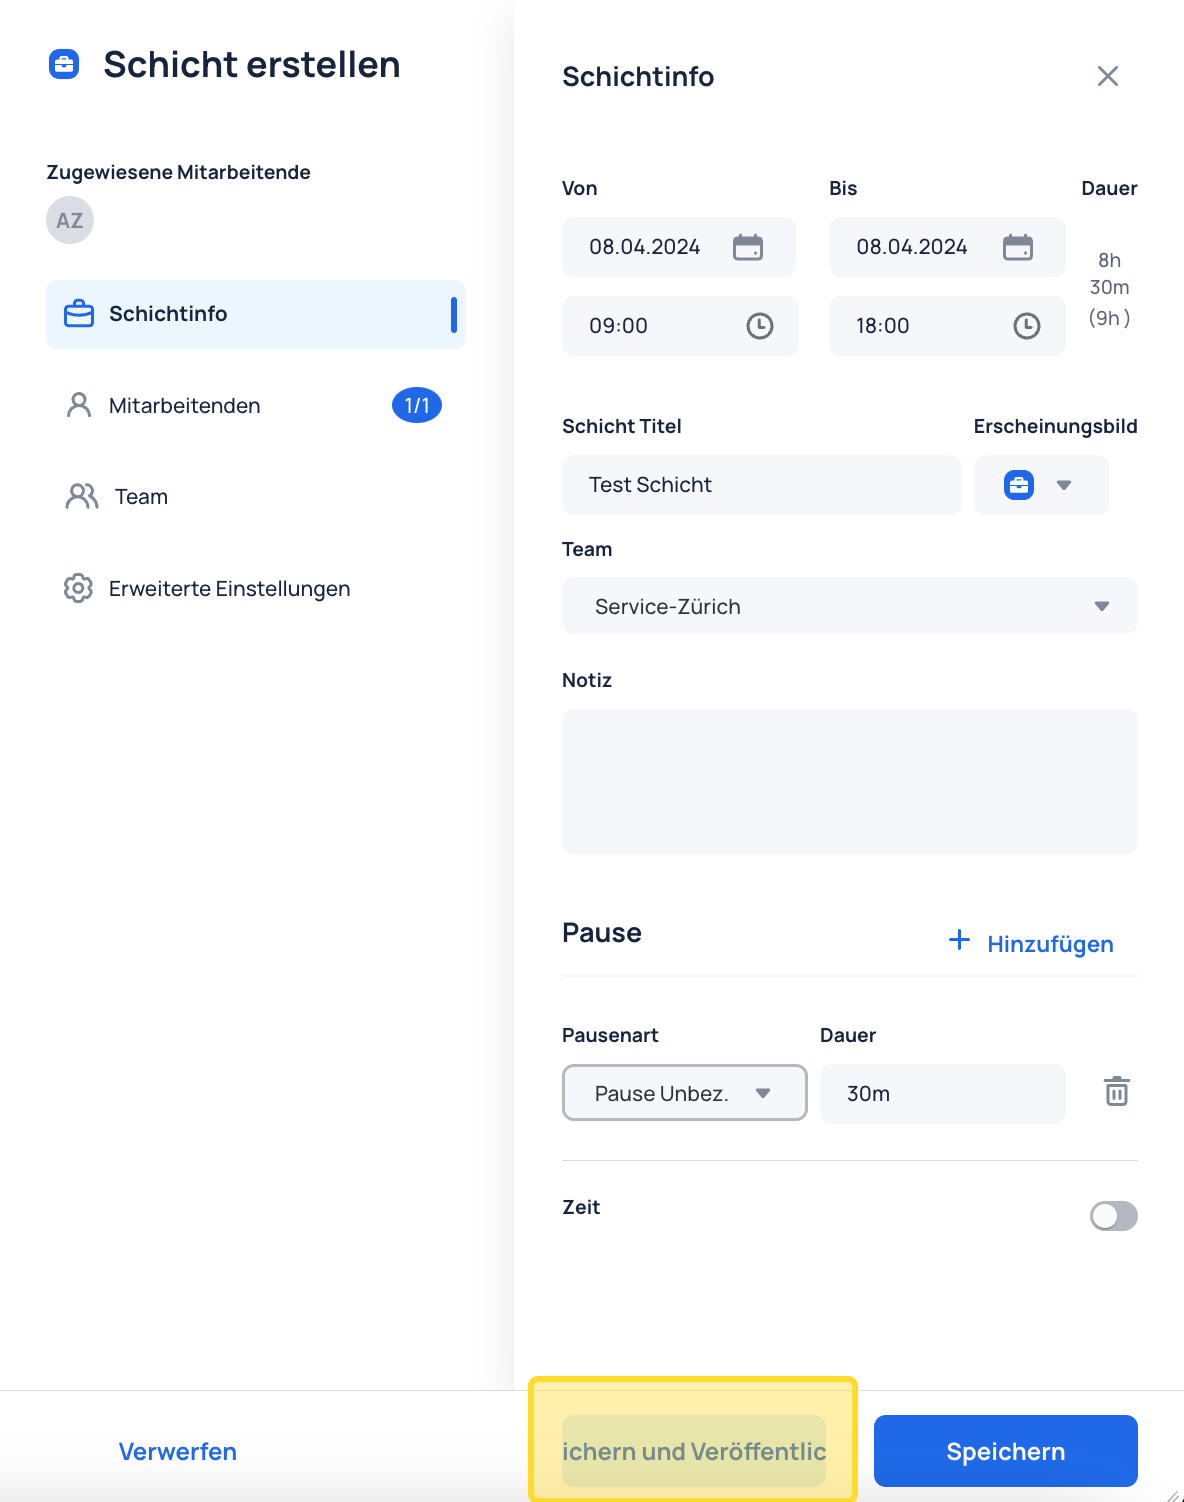 Schicht erstellen
Zugewiesene Mitarbeitende
AZ
Schichtinfo
Mitarbeitenden 1/1
Team
Erweiterte Einstellungen
Schichtinfo
Von Bis Dauer
08.04.2024 08.04.2024
09:00 18:00
8h
30m
(9h )
Schicht Titel Erscheinungsbild
Test Schicht
Team
Service-Zürich
Notiz
Pause
Hinzufügen
Pausenart Dauer
Pause Unbez. 30m
Zeit
Verwerfen ichern und Veröffentlic Speichern